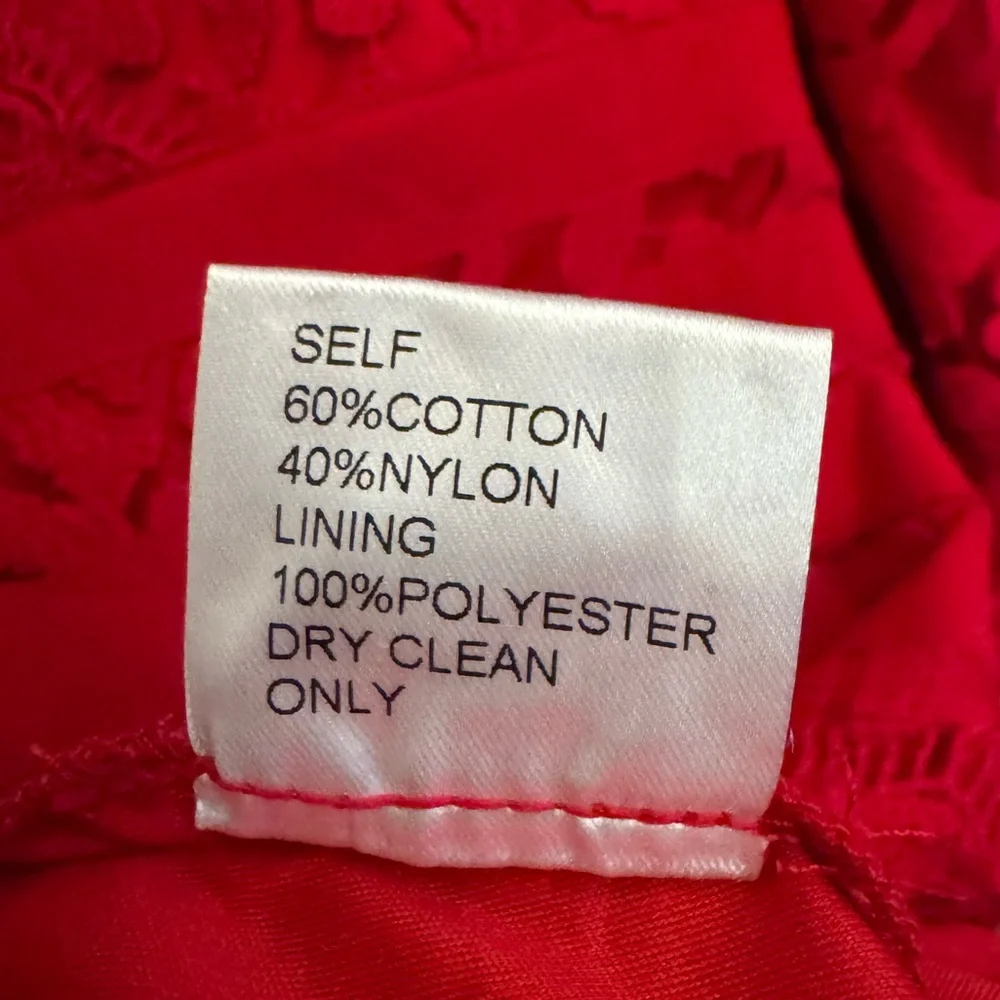 SELF
60%COTTON
40%NYLON
LINING
100%POLYESTER
DRY CLEAN
ONLY